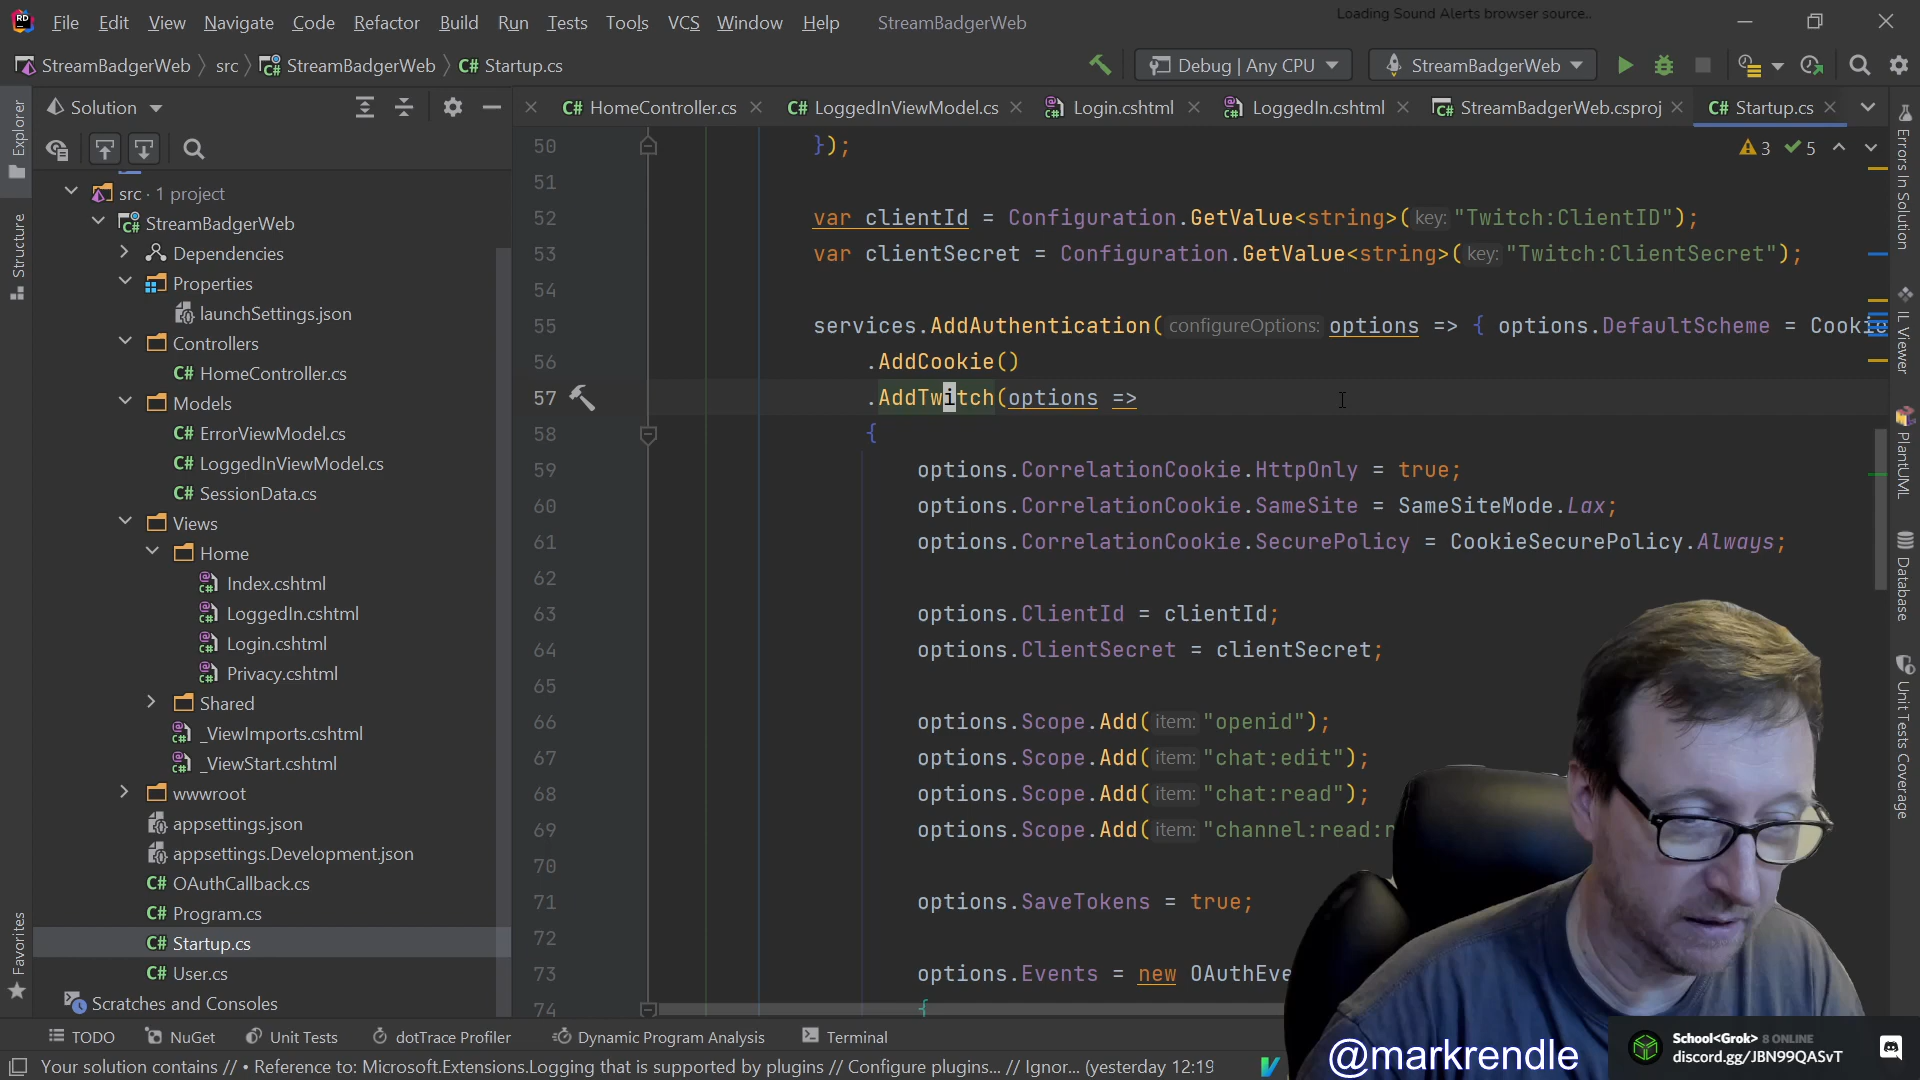 File Edit View Navigate Code Refactor Build Run Tests Tools VCS Window Help StreamBadgerWeb
Loading Sound Alerts browser source..
StreamBadgerWeb src StreamBadgerWeb C# Startup.cs
Debug | Any CPU StreamBadgerWeb
Solution
C# HomeController.cs C# LoggedInViewModel.cs Login.cshtml LoggedIn.cshtml StreamBadgerWeb.csproj C# Startup.cs
3 5
Explorer
Structure
Favorites
src · 1 project
StreamBadgerWeb
Dependencies
Properties
launchSettings.json
Controllers
C# HomeController.cs
Models
C# ErrorViewModel.cs
C# LoggedInViewModel.cs
C# SessionData.cs
Views
Home
Index.cshtml
LoggedIn.cshtml
Login.cshtml
Privacy.cshtml
Shared
_ViewImports.cshtml
_ViewStart.cshtml
wwwroot
appsettings.json
appsettings.Development.json
C# OAuthCallback.cs
C# Program.cs
C# Startup.cs
C# User.cs
Scratches and Consoles
50 });
51
52 var clientId = Configuration.GetValue<string>(key: "Twitch:ClientID");
53 var clientSecret = Configuration.GetValue<string>(key: "Twitch:ClientSecret");
54
55 services.AddAuthentication(configureOptions: options => { options.DefaultScheme = Cookie
56 .AddCookie()
57 .AddTwitch(options =>
58 {
59 options.CorrelationCookie.HttpOnly = true;
60 options.CorrelationCookie.SameSite = SameSiteMode.Lax;
61 options.CorrelationCookie.SecurePolicy = CookieSecurePolicy.Always;
62
63 options.ClientId = clientId;
64 options.ClientSecret = clientSecret;
65
66 options.Scope.Add(item: "openid");
67 options.Scope.Add(item: "chat:edit");
68 options.Scope.Add(item: "chat:read");
69 options.Scope.Add(item: "channel:read:r
70
71 options.SaveTokens = true;
72
73 options.Events = new OAuthEve
74 {
Errors In Solution
IL Viewer
PlantUML
Database
Unit Tests Coverage
TODO NuGet Unit Tests dotTrace Profiler Dynamic Program Analysis Terminal
Your solution contains // • Reference to: Microsoft.Extensions.Logging that is supported by plugins // Configure plugins... // Ignor... (yesterday 12:19
@markrendle
School<Grok> 8 ONLINE
discord.gg/JBN99QASvT